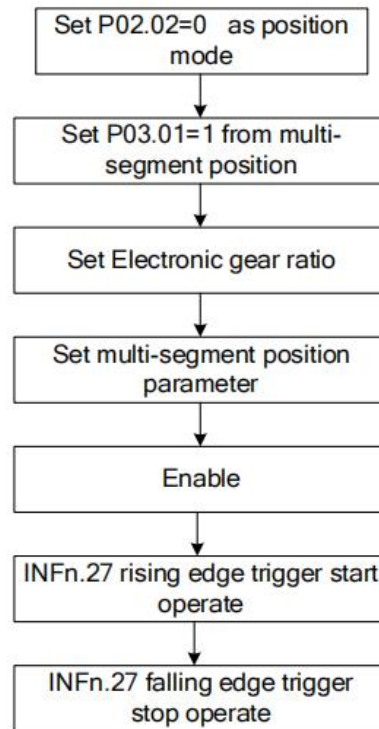 Set P02.02=0 as position
mode
Set P03.01=1 from multi-
segment position
Set Electronic gear ratio
Set multi-segment position
parameter
Enable
INFn.27 rising edge trigger start
operate
INFn.27 falling edge trigger
stop operate